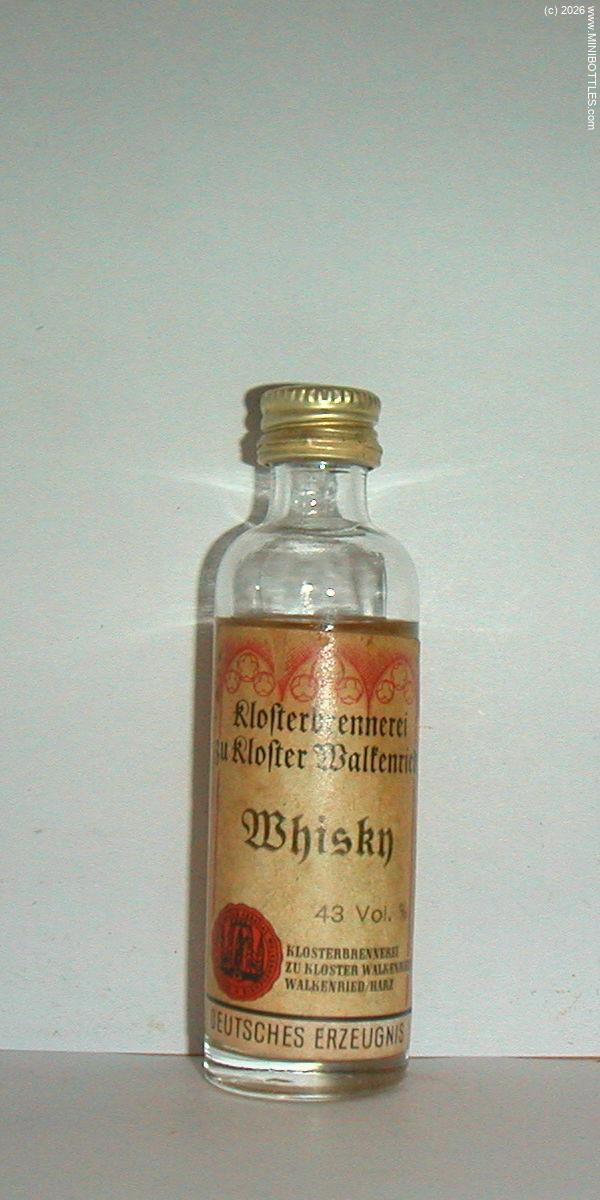 (c) 2026 www.MINIBOTTLES.com
Klosterbrennerei
zu Kloster Walkenried
Whisky
43 Vol. %
KLOSTERBRENNEREI
ZU KLOSTER WALKENRIED
WALKENRIED/HARZ
DEUTSCHES ERZEUGNIS